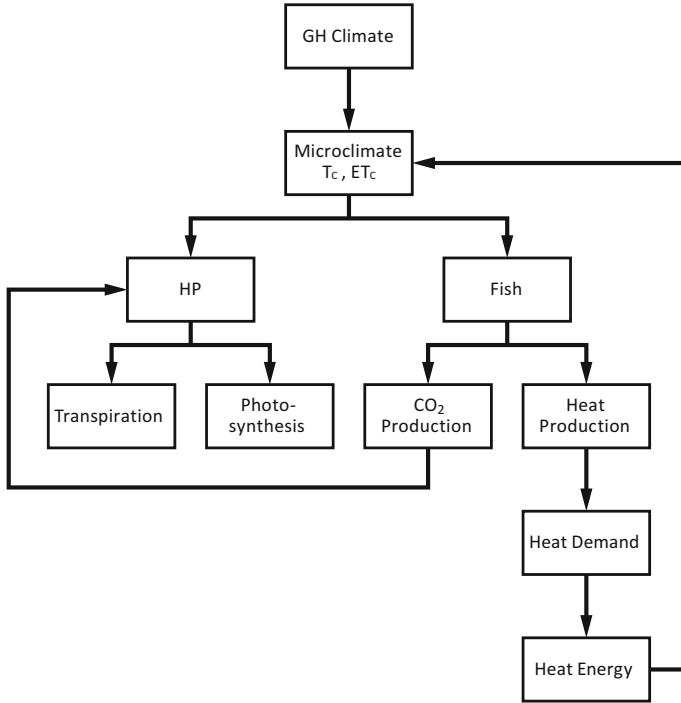 GH Climate
Microclimate
Tc , ETc
HP
Fish
Transpiration
Photo-
synthesis
CO₂
Production
Heat
Production
Heat Demand
Heat Energy